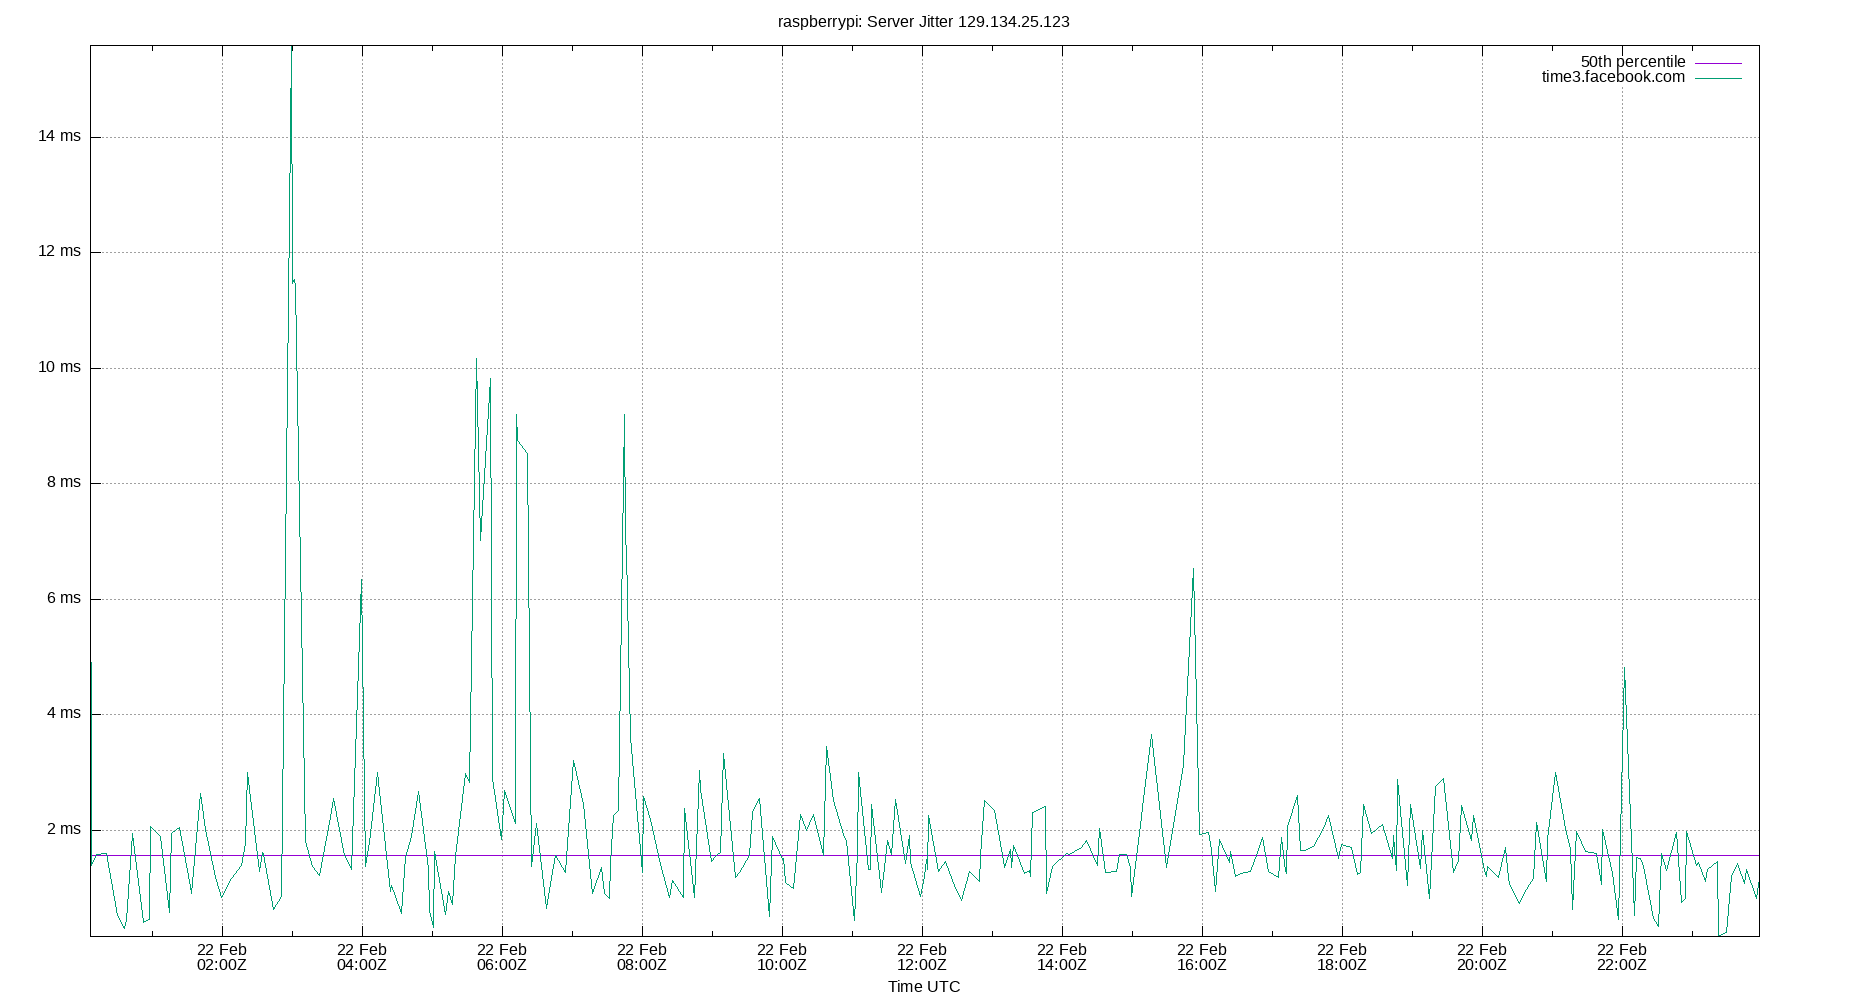 raspberrypi: Server Jitter 129.134.25.123
50th percentile
time3.facebook.com
14 ms
12 ms
10 ms
8 ms
6 ms
4 ms
2 ms
22 Feb 22 Feb 22 Feb 22 Feb 22 Feb 22 Feb 22 Feb 22 Feb 22 Feb 22 Feb 22 Feb
02:00Z 04:00Z 06:00Z 08:00Z 10:00Z 12:00Z 14:00Z 16:00Z 18:00Z 20:00Z 22:00Z
Time UTC